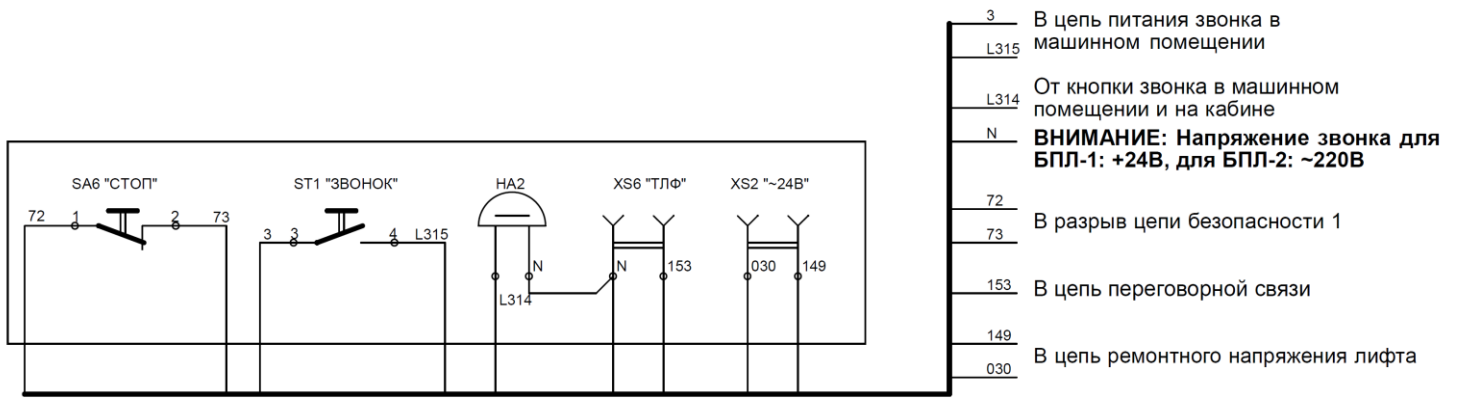 3
В цепь питания звонка в
машинном помещении
L315
L314
От кнопки звонка в машинном
помещении и на кабине
N
ВНИМАНИЕ: Напряжение звонка для
БПЛ-1: +24В, для БПЛ-2: ~220В
SA6 "СТОП"
ST1 "ЗВОНОК"
HA2
XS6 "ТЛФ"
XS2 "~24В"
72 1 2 73
3 3 4 L315
L314 N
N 153
030 149
72
73
В разрыв цепи безопасности 1
153
В цепь переговорной связи
149
030
В цепь ремонтного напряжения лифта